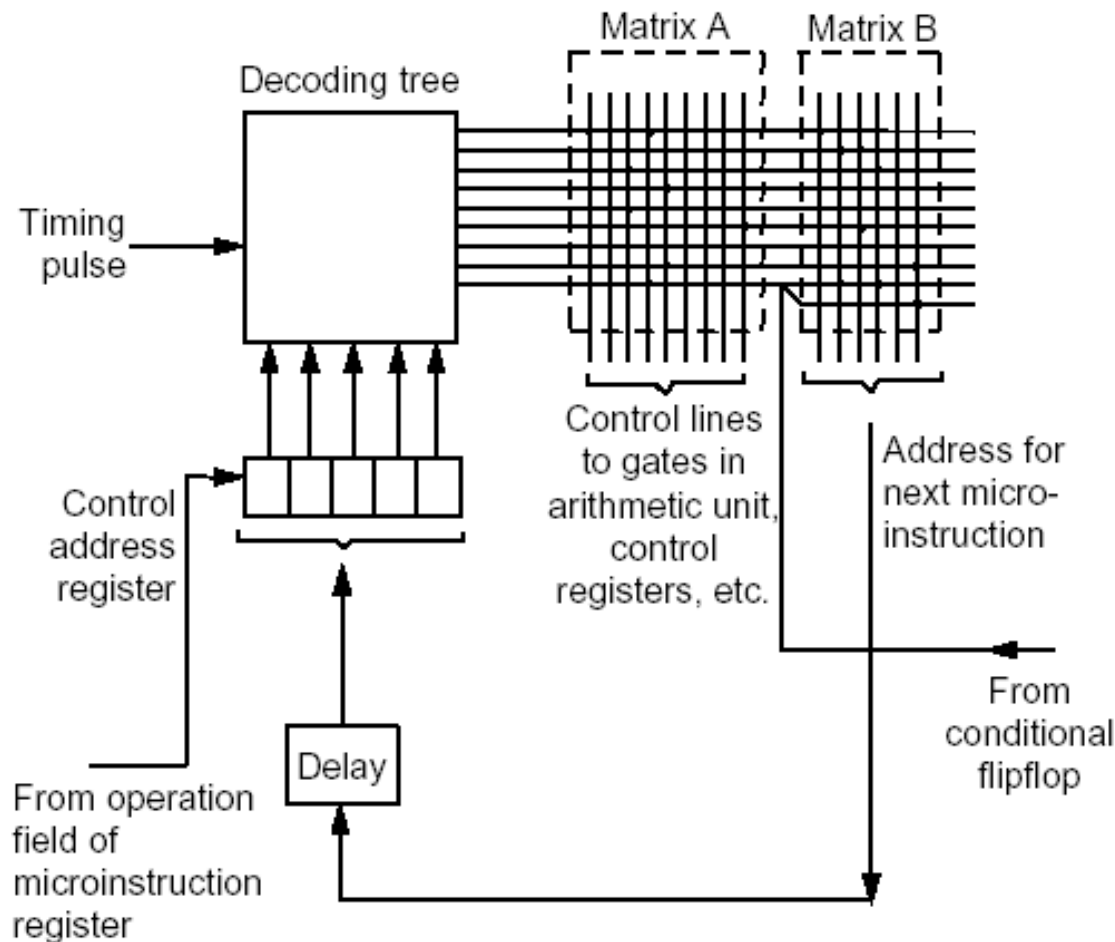 Matrix A
Matrix B
Decoding tree
Timing
pulse
Control
address
register
Control lines
to gates in
arithmetic unit,
control
registers, etc.
Address for
next micro-
instruction
From
conditional
flipflop
Delay
From operation
field of
microinstruction
register